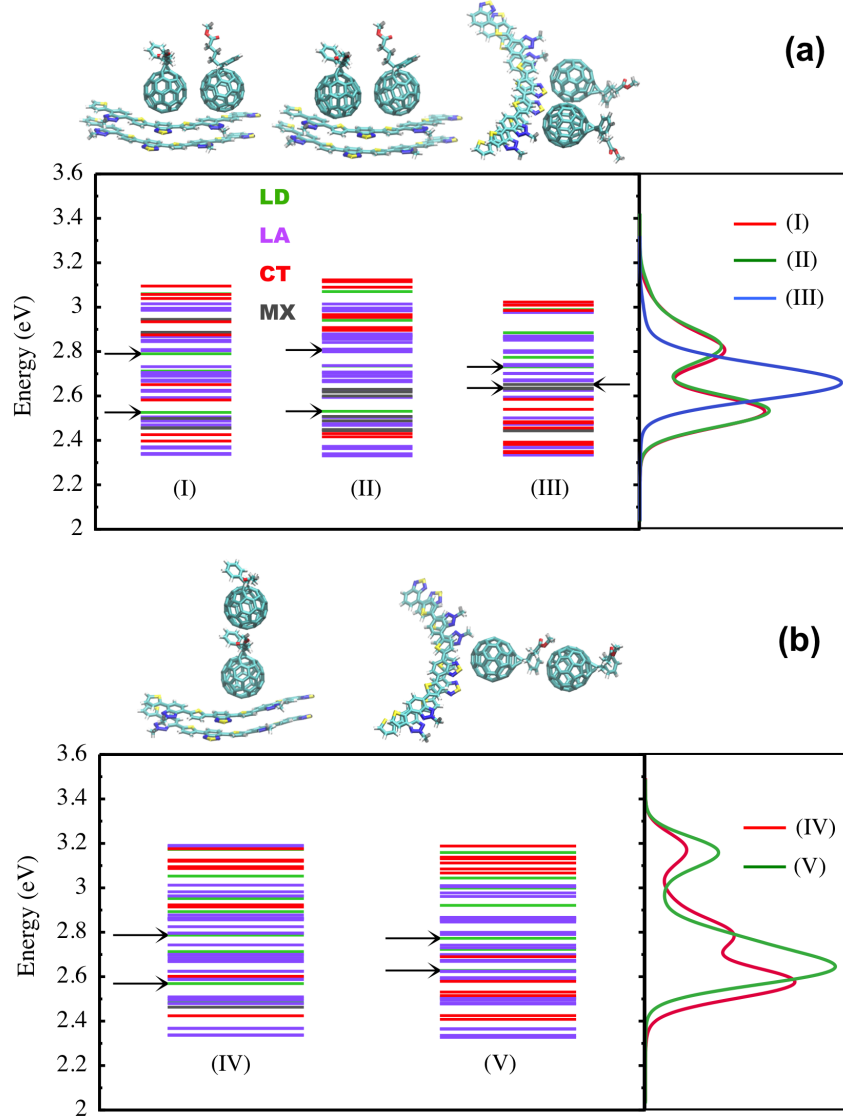 (a)
3.6
3.4
3.2
3
2.8
2.6
2.4
2.2
2
Energy (eV)
LD
LA
CT
MX
(I)
(II)
(III)
(I)
(II)
(III)
(b)
3.6
3.4
3.2
3
2.8
2.6
2.4
2.2
2
Energy (eV)
(IV)
(V)
(IV)
(V)